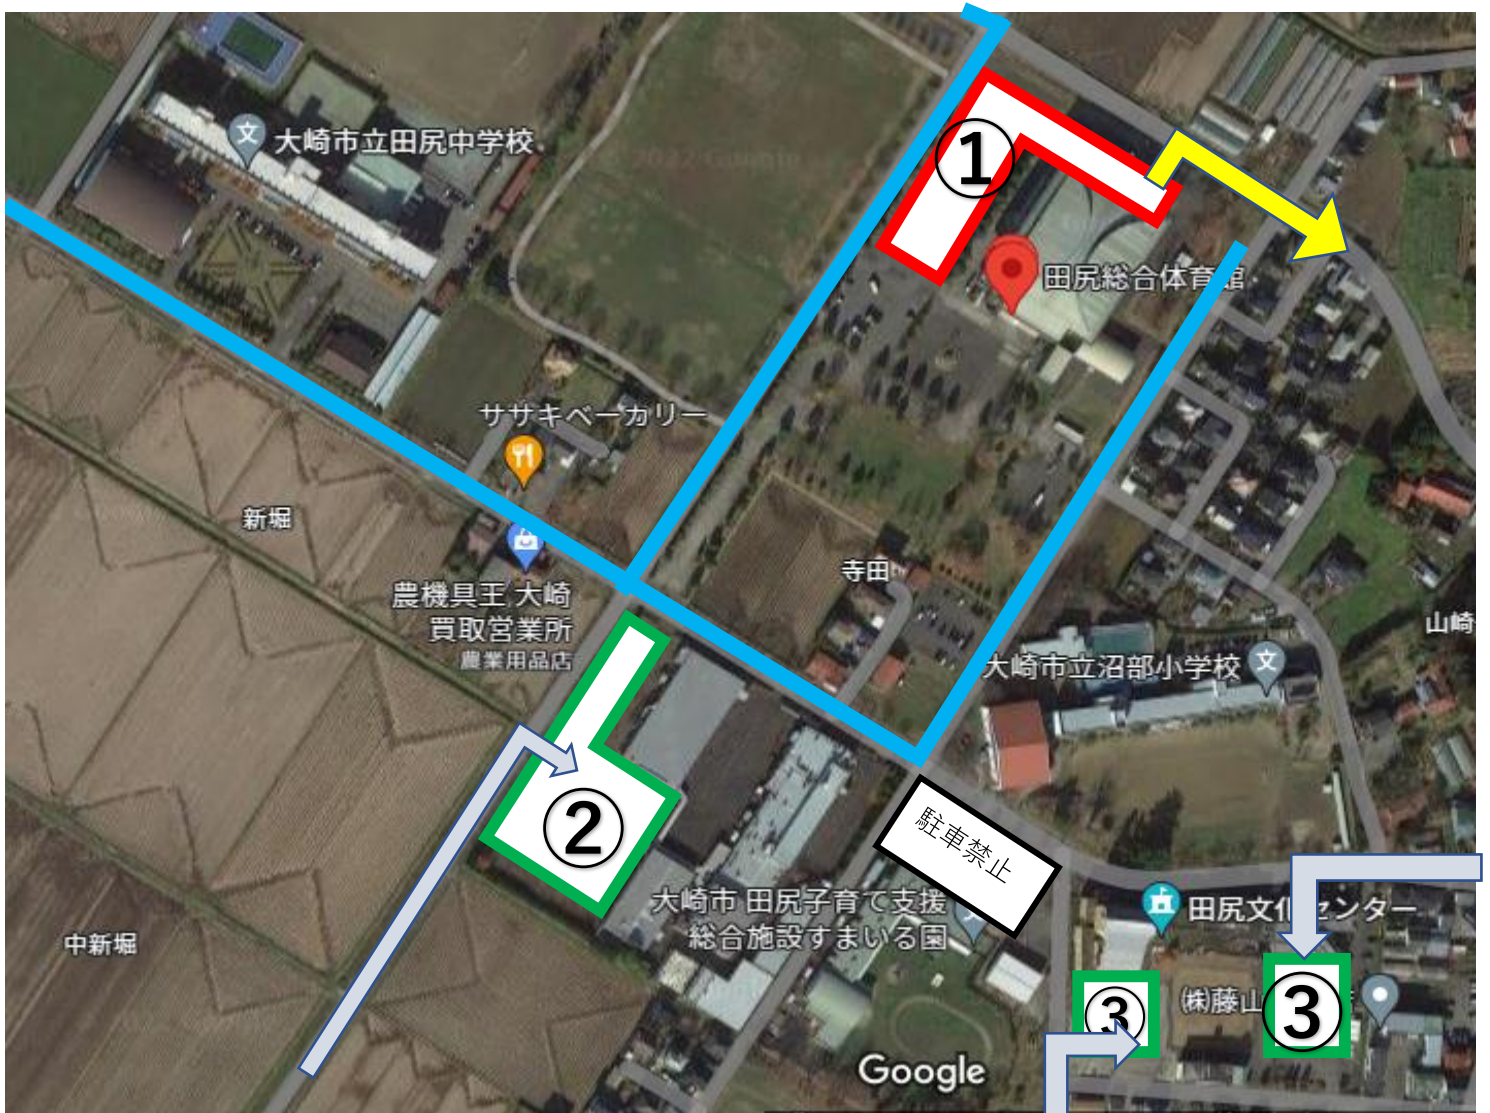 大崎市立田尻中学校
①
田尻総合体育館
ササキベーカリー
新堀
農機具王 大崎
買取営業所
農業用品店
寺田
山崎
大崎市立沼部小学校
②
駐車禁止
大崎市 田尻子育て支援
総合施設すまいる園
田尻文化センター
中新堀
③
㈱藤山
③
Google